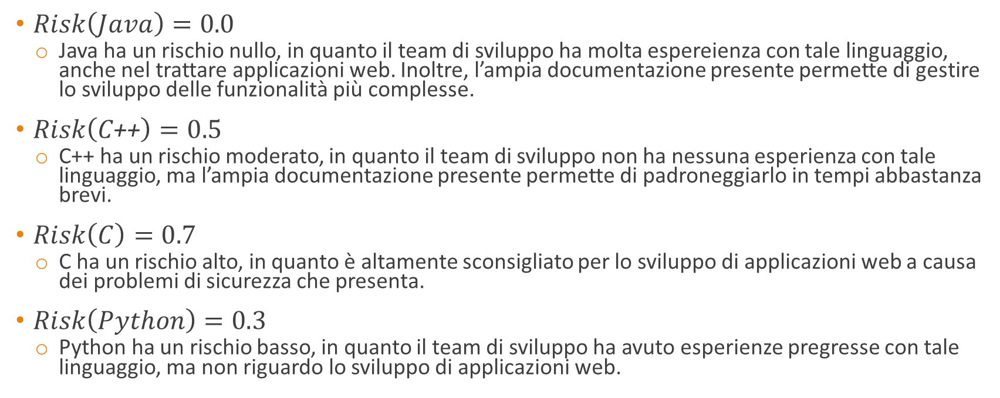 • Risk(Java) = 0.0
o Java ha un rischio nullo, in quanto il team di sviluppo ha molta espereienza con tale linguaggio,
anche nel trattare applicazioni web. Inoltre, l’ampia documentazione presente permette di gestire
lo sviluppo delle funzionalità più complesse.
• Risk(C++) = 0.5
o C++ ha un rischio moderato, in quanto il team di sviluppo non ha nessuna esperienza con tale
linguaggio, ma l’ampia documentazione presente permette di padroneggiarlo in tempi abbastanza
brevi.
• Risk(C) = 0.7
o C ha un rischio alto, in quanto è altamente sconsigliato per lo sviluppo di applicazioni web a causa
dei problemi di sicurezza che presenta.
• Risk(Python) = 0.3
o Python ha un rischio basso, in quanto il team di sviluppo ha avuto esperienze pregresse con tale
linguaggio, ma non riguardo lo sviluppo di applicazioni web.